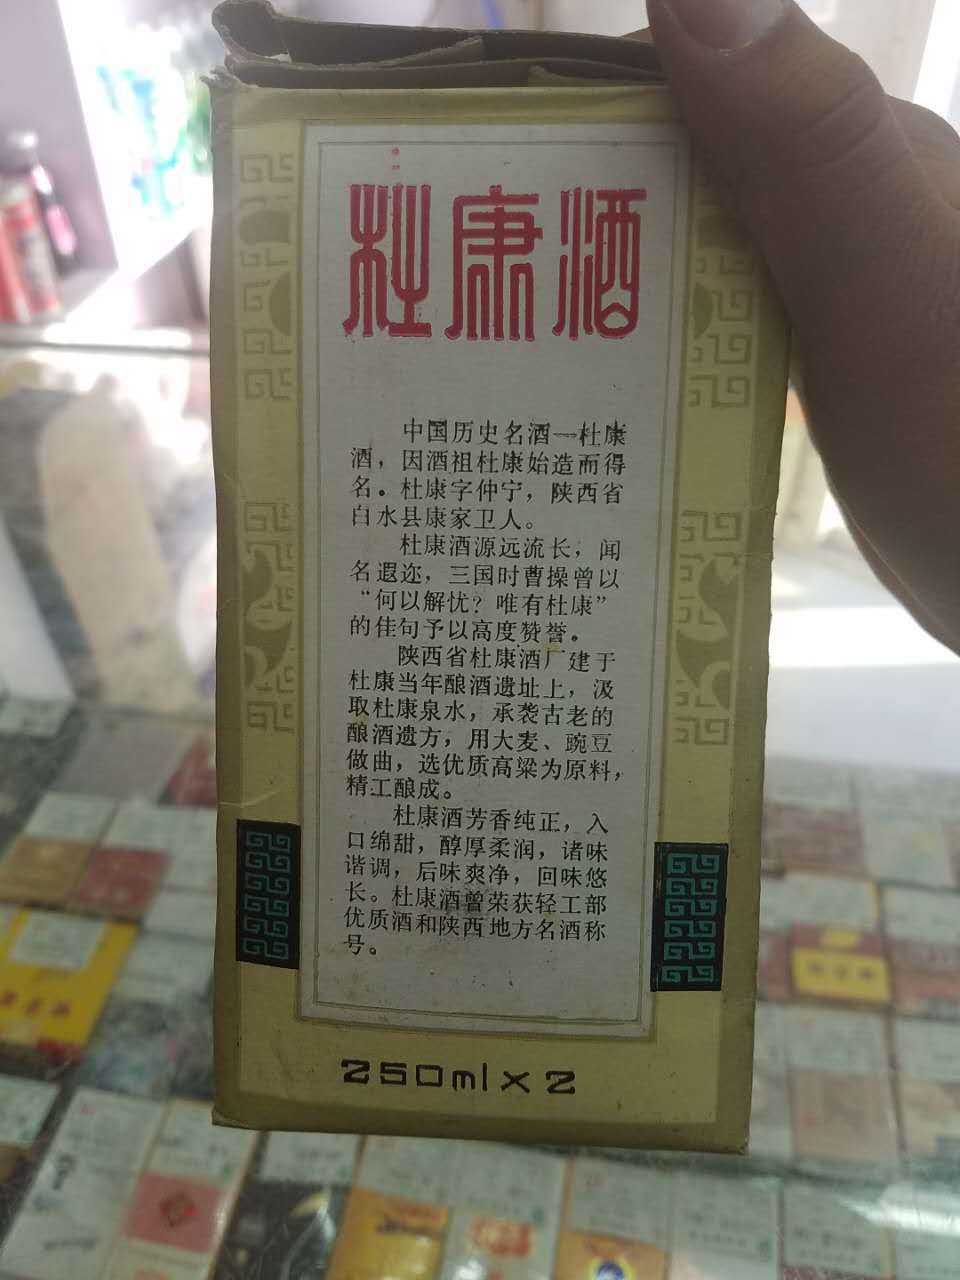 杜康酒
中国历史名酒一杜康
酒，因酒祖杜康始造而得
名。杜康字仲宁，陕西省
白水县康家卫人。
杜康酒源远流长，闻
名遐迩，三国时曹操曾以
“何以解忧？唯有杜康”
的佳句予以高度赞誉。
陕西省杜康酒厂建于
杜康当年酿酒遗址上，汲
取杜康泉水，承袭古老的
酿酒遗方，用大麦、豌豆
做曲，选优质高粱为原料，
精工酿成。
杜康酒芳香纯正，入
口绵甜，醇厚柔润，诸味
谐调，后味爽净，回味悠
长。杜康酒曾荣获轻工部
优质酒和陕西地方名酒称
号。
250ml×2